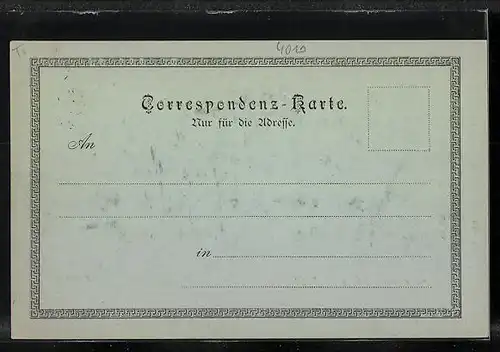 4020
Correspondenz-Karte.
Nur für die Adresse.
An
in